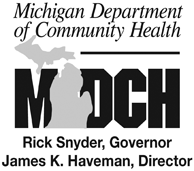 Michigan Department
of Community Health
MDCH
Rick Snyder, Governor
James K. Haveman, Director